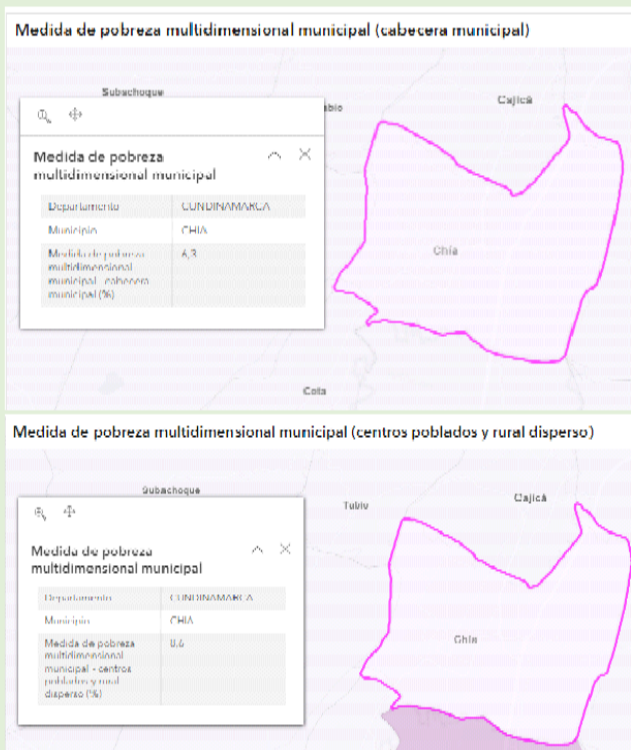 Medida de pobreza multidimensional municipal (cabecera municipal)
Subachoque
bio
Cajicá
Medida de pobreza
multidimensional municipal
Departamento CUNDINAMARCA
Municipio CHIA
Medida de pobreza
multidimensional
municipal - cabecera
municipal (%)
6,3
Chía
Cota
Medida de pobreza multidimensional municipal (centros poblados y rural disperso)
Subachoque
Tabio
Cajicá
Medida de pobreza
multidimensional municipal
Departamento CUNDINAMARCA
Municipio CHIA
Medida de pobreza
multidimensional
municipal - centros
poblados y rural
disperso (%)
8,6
Chía